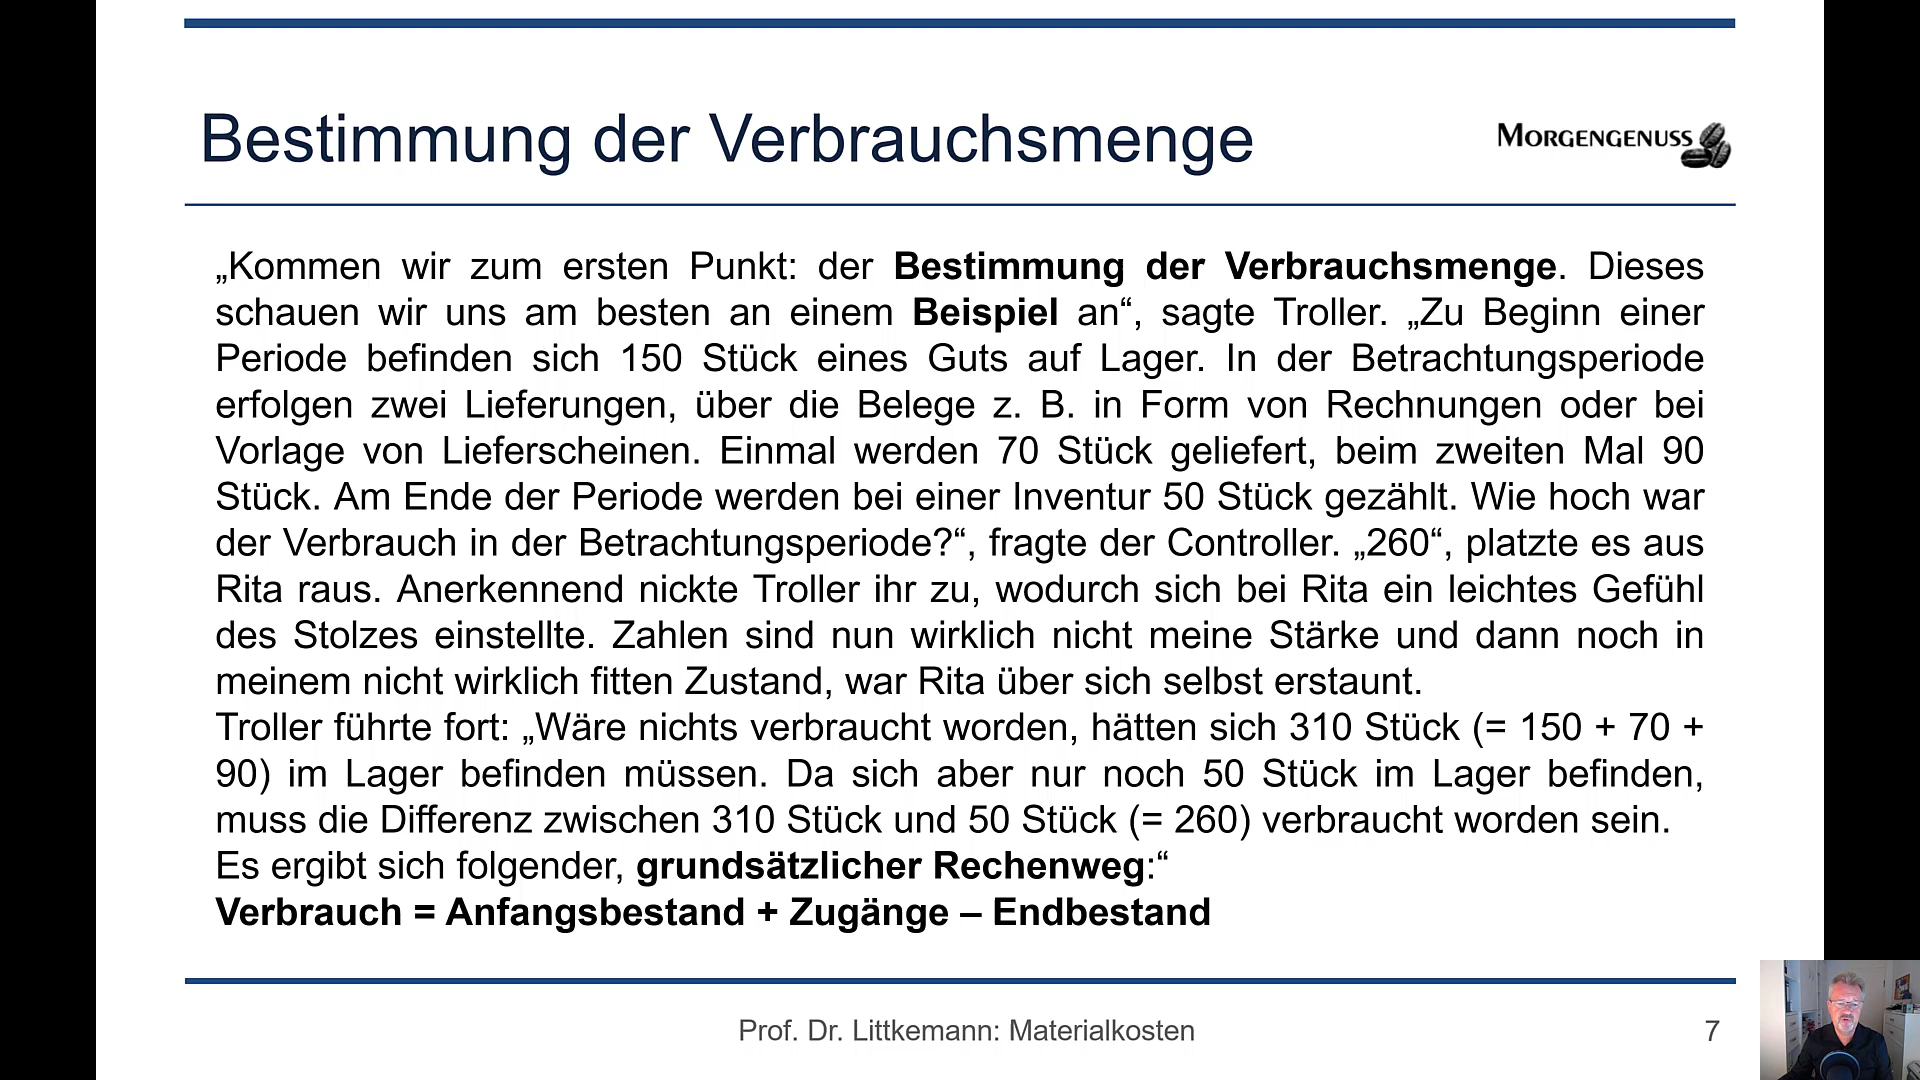 Bestimmung der Verbrauchsmenge
MORGENGENUSS
„Kommen wir zum ersten Punkt: der Bestimmung der Verbrauchsmenge. Dieses
schauen wir uns am besten an einem Beispiel an“, sagte Troller. „Zu Beginn einer
Periode befinden sich 150 Stück eines Guts auf Lager. In der Betrachtungsperiode
erfolgen zwei Lieferungen, über die Belege z. B. in Form von Rechnungen oder bei
Vorlage von Lieferscheinen. Einmal werden 70 Stück geliefert, beim zweiten Mal 90
Stück. Am Ende der Periode werden bei einer Inventur 50 Stück gezählt. Wie hoch war
der Verbrauch in der Betrachtungsperiode?“, fragte der Controller. „260“, platzte es aus
Rita raus. Anerkennend nickte Troller ihr zu, wodurch sich bei Rita ein leichtes Gefühl
des Stolzes einstellte. Zahlen sind nun wirklich nicht meine Stärke und dann noch in
meinem nicht wirklich fitten Zustand, war Rita über sich selbst erstaunt.
Troller führte fort: „Wäre nichts verbraucht worden, hätten sich 310 Stück (= 150 + 70 +
90) im Lager befinden müssen. Da sich aber nur noch 50 Stück im Lager befinden,
muss die Differenz zwischen 310 Stück und 50 Stück (= 260) verbraucht worden sein.
Es ergibt sich folgender, grundsätzlicher Rechenweg:“
Verbrauch = Anfangsbestand + Zugänge – Endbestand
Prof. Dr. Littkemann: Materialkosten
7